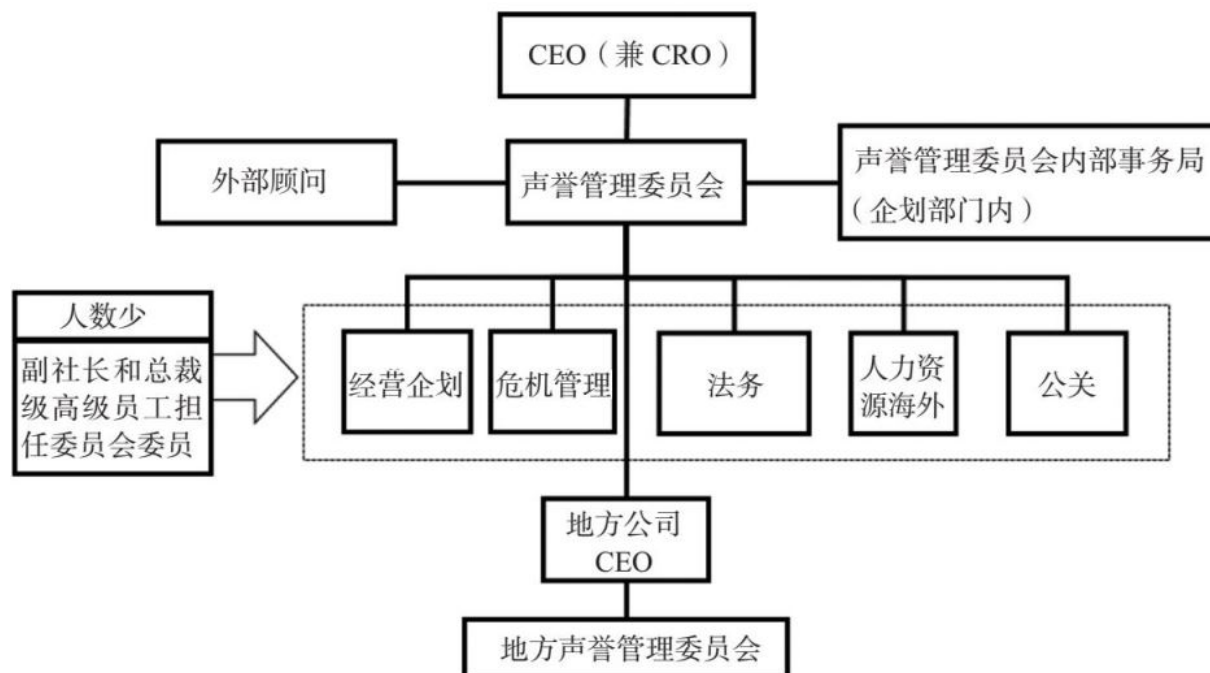 CEO（兼 CRO）
外部顾问
声誉管理委员会
声誉管理委员会内部事务局
（企划部门内）
人数少
副社长和总裁
级高级员工担
任委员会委员
经营企划
危机管理
法务
人力资
源海外
公关
地方公司
CEO
地方声誉管理委员会